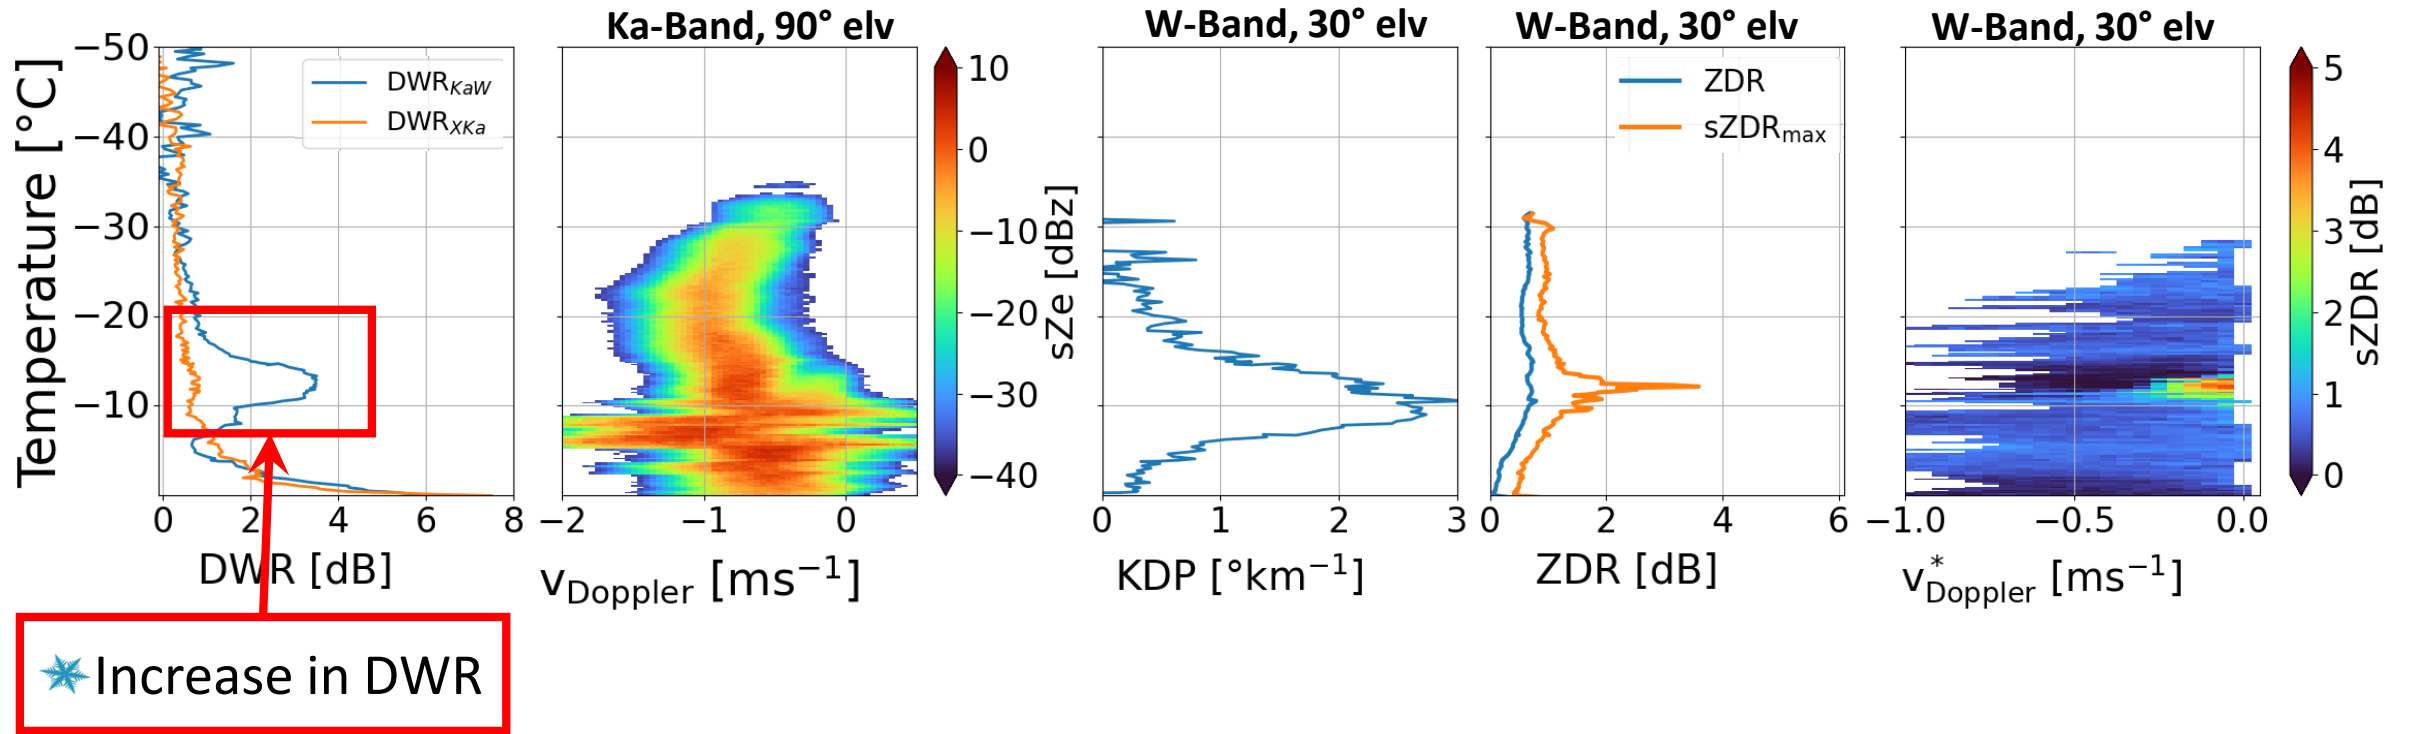 Ka-Band, 90° elv
W-Band, 30° elv
W-Band, 30° elv
W-Band, 30° elv
Temperature [°C]
−50
−40
−30
−20
−10
DWR_KaW
DWR_XKa
0 2 4 6 8
DWR [dB]
−2 −1 0
v_Doppler [ms⁻¹]
10
0
−10
−20
−30
−40
sZe [dBz]
0 1 2 3
KDP [°km⁻¹]
ZDR
sZDR_max
0 2 4 6
ZDR [dB]
−1.0 −0.5 0.0
v*_Doppler [ms⁻¹]
5
4
3
2
1
0
sZDR [dB]
Increase in DWR